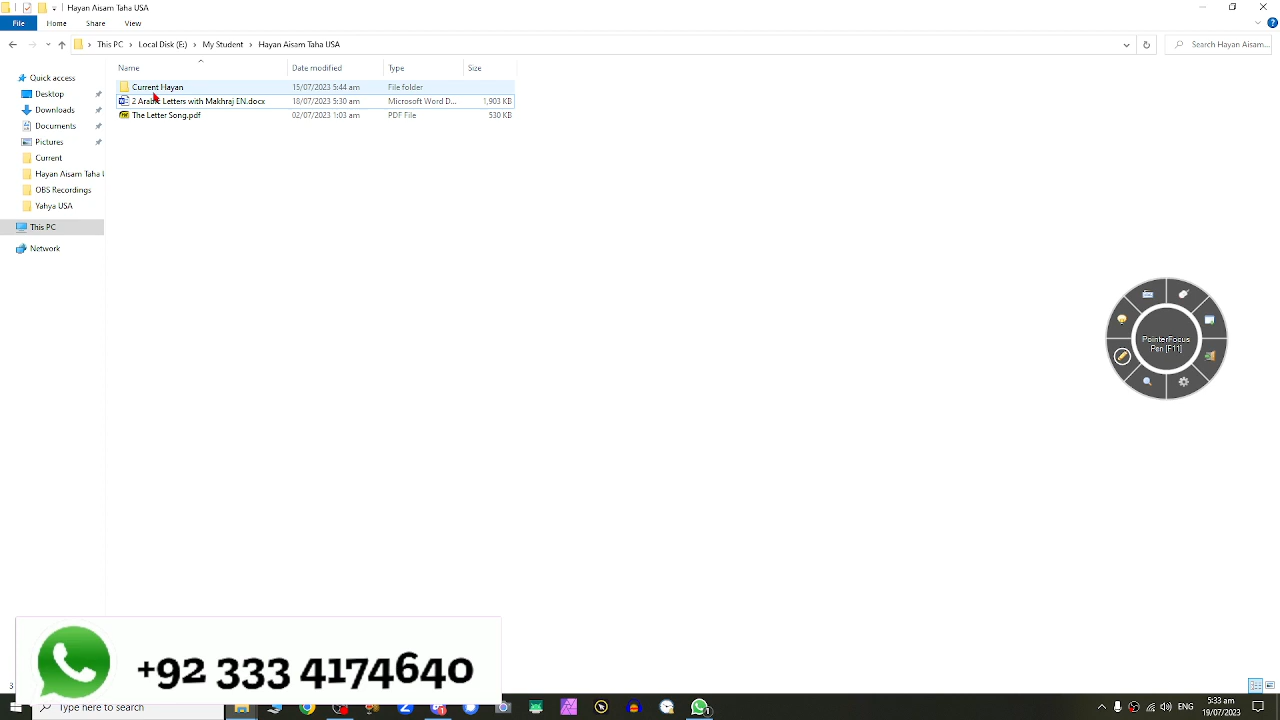 Hayan Aisam Taha USA
File Home Share View
This PC Local Disk (E:) My Student Hayan Aisam Taha USA
Search Hayan Aisam...
Name Date modified Type Size
Quick access
Desktop
Downloads
Documents
Pictures
Current
Hayan Aisam Taha
OBS Recordings
Yahya USA
This PC
Network
Current Hayan 15/07/2023 5:44 am File folder
2 Arabic Letters with Makhraj EN.docx 18/07/2023 5:30 am Microsoft Word D... 1,903 KB
The Letter Song.pdf 02/07/2023 1:03 am PDF File 530 KB
PointerFocus
Pen [F11]
+92 333 4174640
3
Type here to search
ENG
5:33 am
19/07/2023